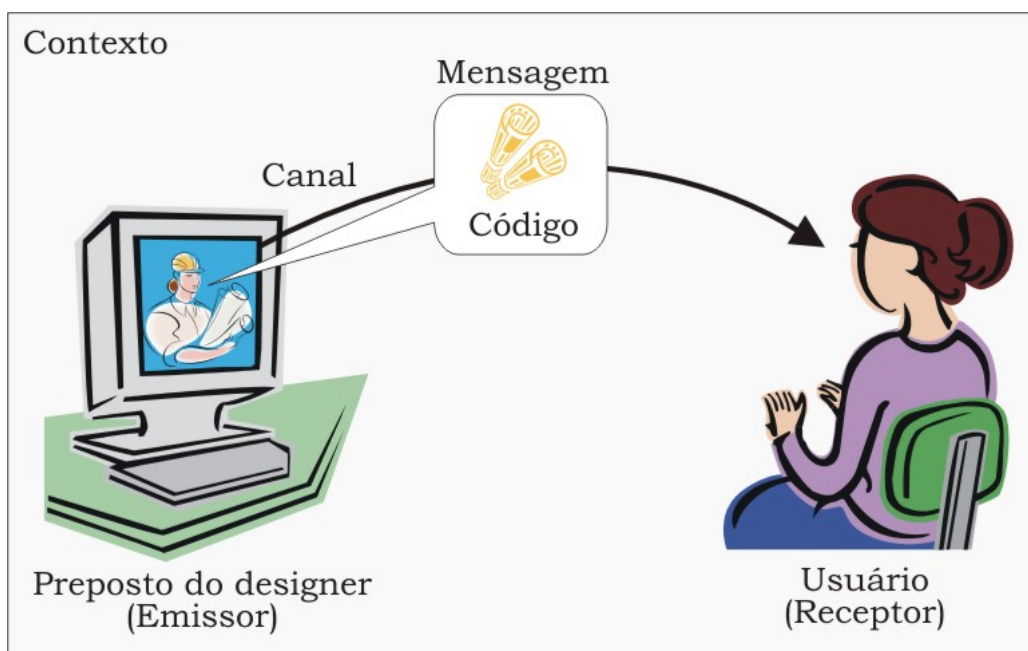 Contexto
Mensagem
Canal
Código
Preposto do designer
(Emissor)
Usuário
(Receptor)